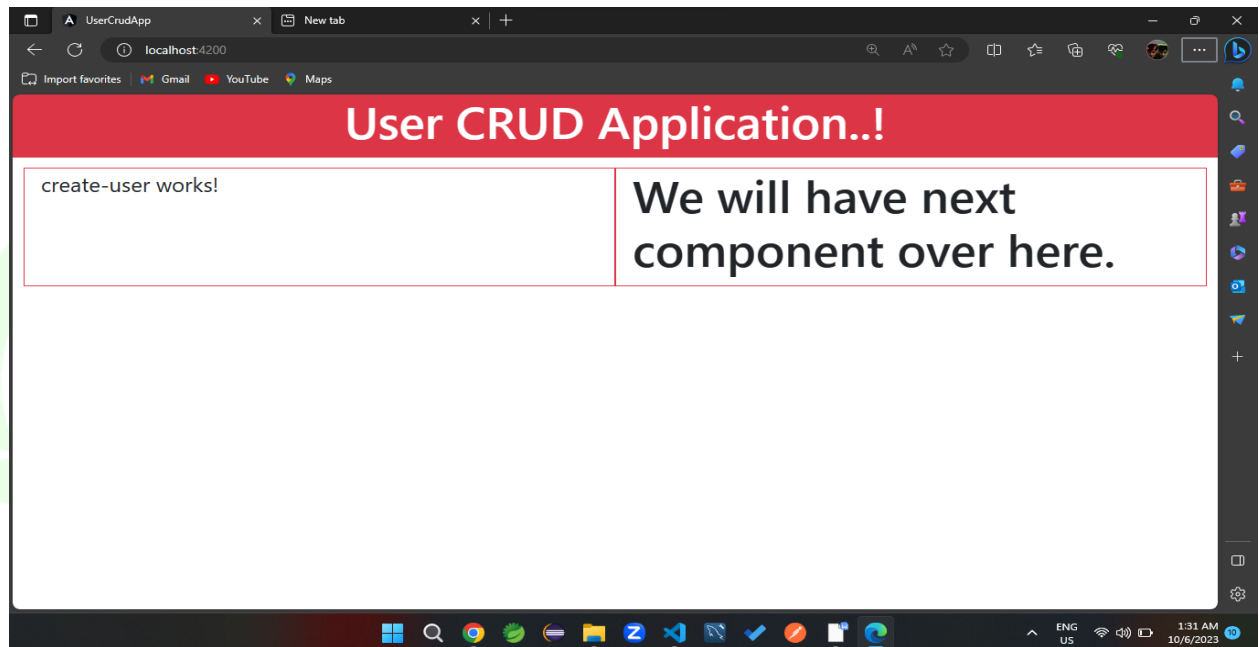 UserCrudApp
New tab
localhost:4200
Import favorites
Gmail
YouTube
Maps
User CRUD Application..!
create-user works!
We will have next
component over here.
ENG
US
1:31 AM
10/6/2023
10